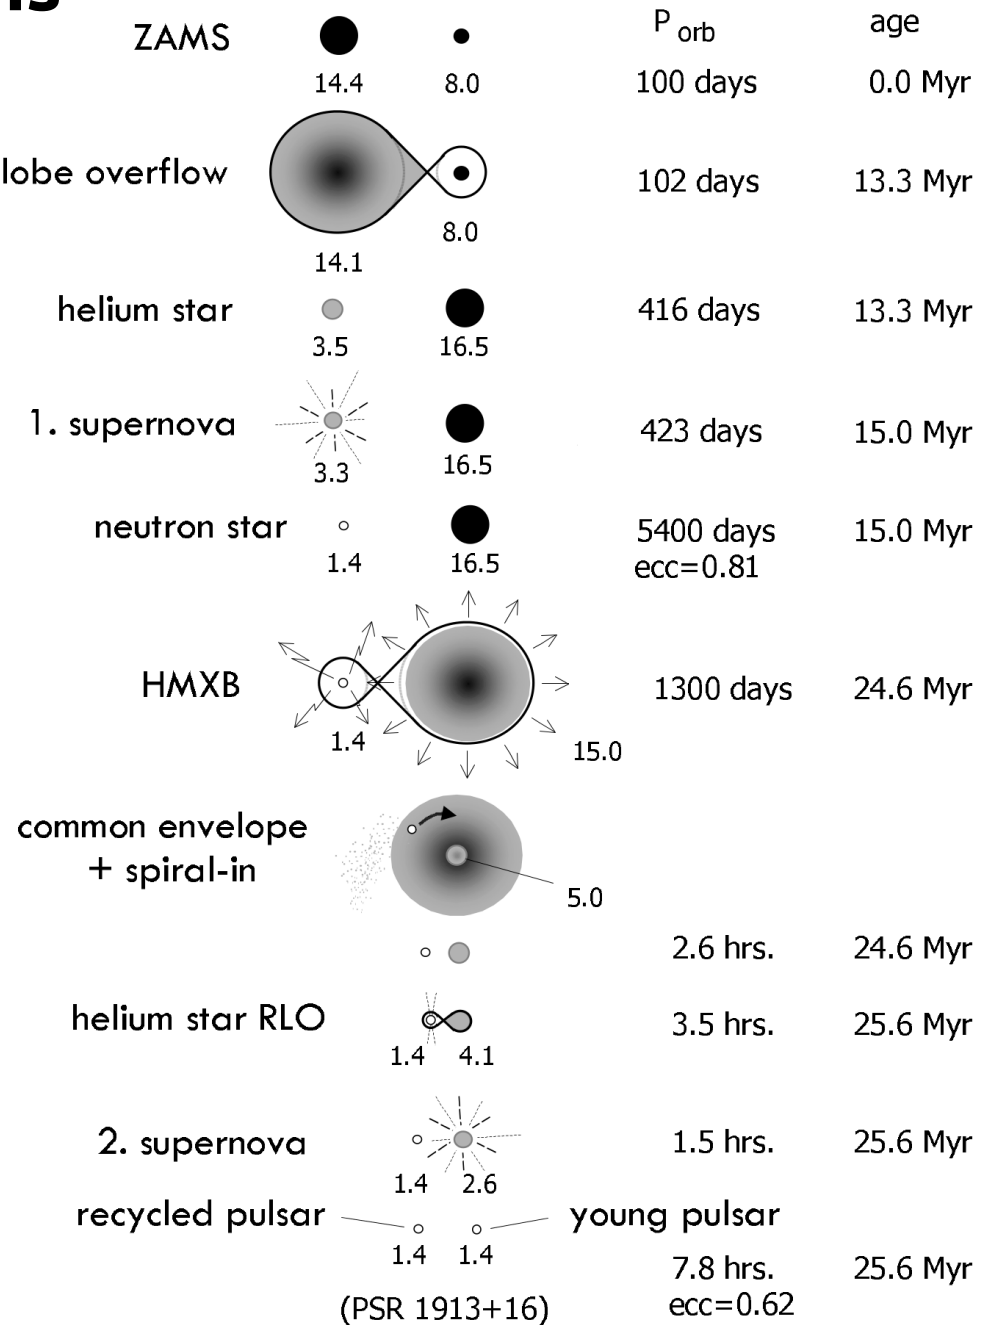 ZAMS P orb age
14.4 8.0 100 days 0.0 Myr
lobe overflow 102 days 13.3 Myr
8.0
14.1
helium star 416 days 13.3 Myr
3.5 16.5
1. supernova 423 days 15.0 Myr
3.3 16.5
neutron star 5400 days 15.0 Myr
1.4 16.5 ecc=0.81
HMXB 1300 days 24.6 Myr
1.4 15.0
common envelope
+ spiral-in
5.0
2.6 hrs. 24.6 Myr
helium star RLO 3.5 hrs. 25.6 Myr
1.4 4.1
2. supernova 1.5 hrs. 25.6 Myr
1.4 2.6
recycled pulsar young pulsar
1.4 1.4
7.8 hrs. 25.6 Myr
(PSR 1913+16) ecc=0.62